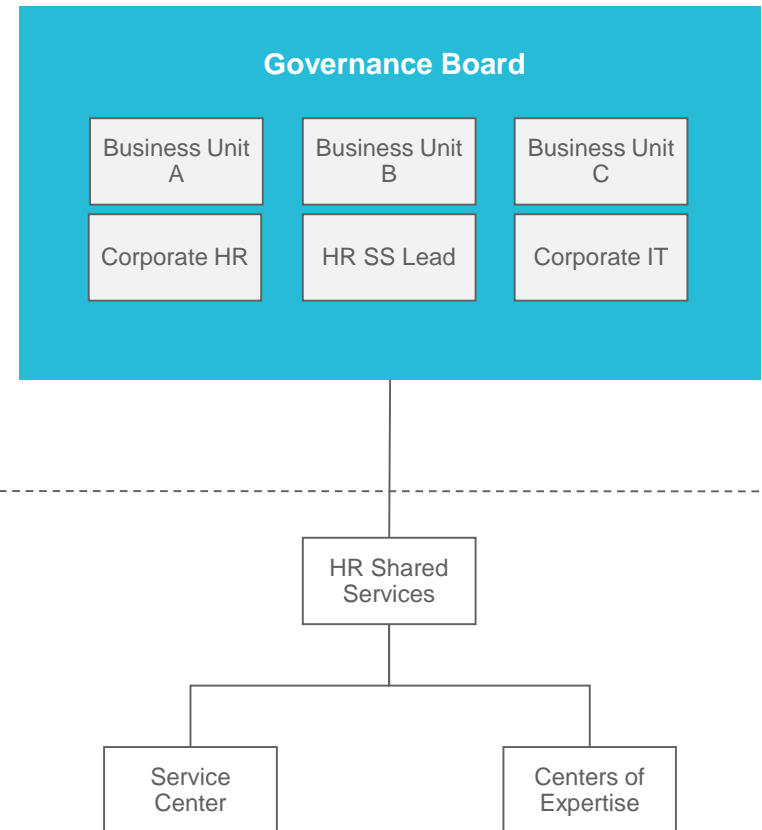 Governance Board
Business Unit
A
Business Unit
B
Business Unit
C
Corporate HR
HR SS Lead
Corporate IT
HR Shared
Services
Service
Center
Centers of
Expertise